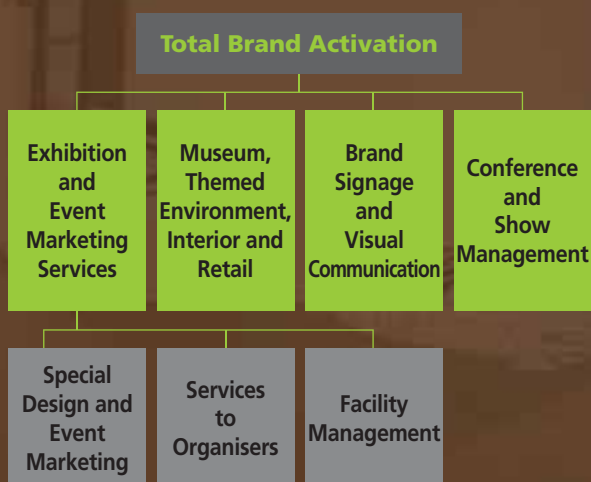 Total Brand Activation
Exhibition
and
Event
Marketing
Services
Museum,
Themed
Environment,
Interior and
Retail
Brand
Signage
and
Visual
Communication
Conference
and
Show
Management
Special
Design and
Event
Marketing
Services
to
Organisers
Facility
Management